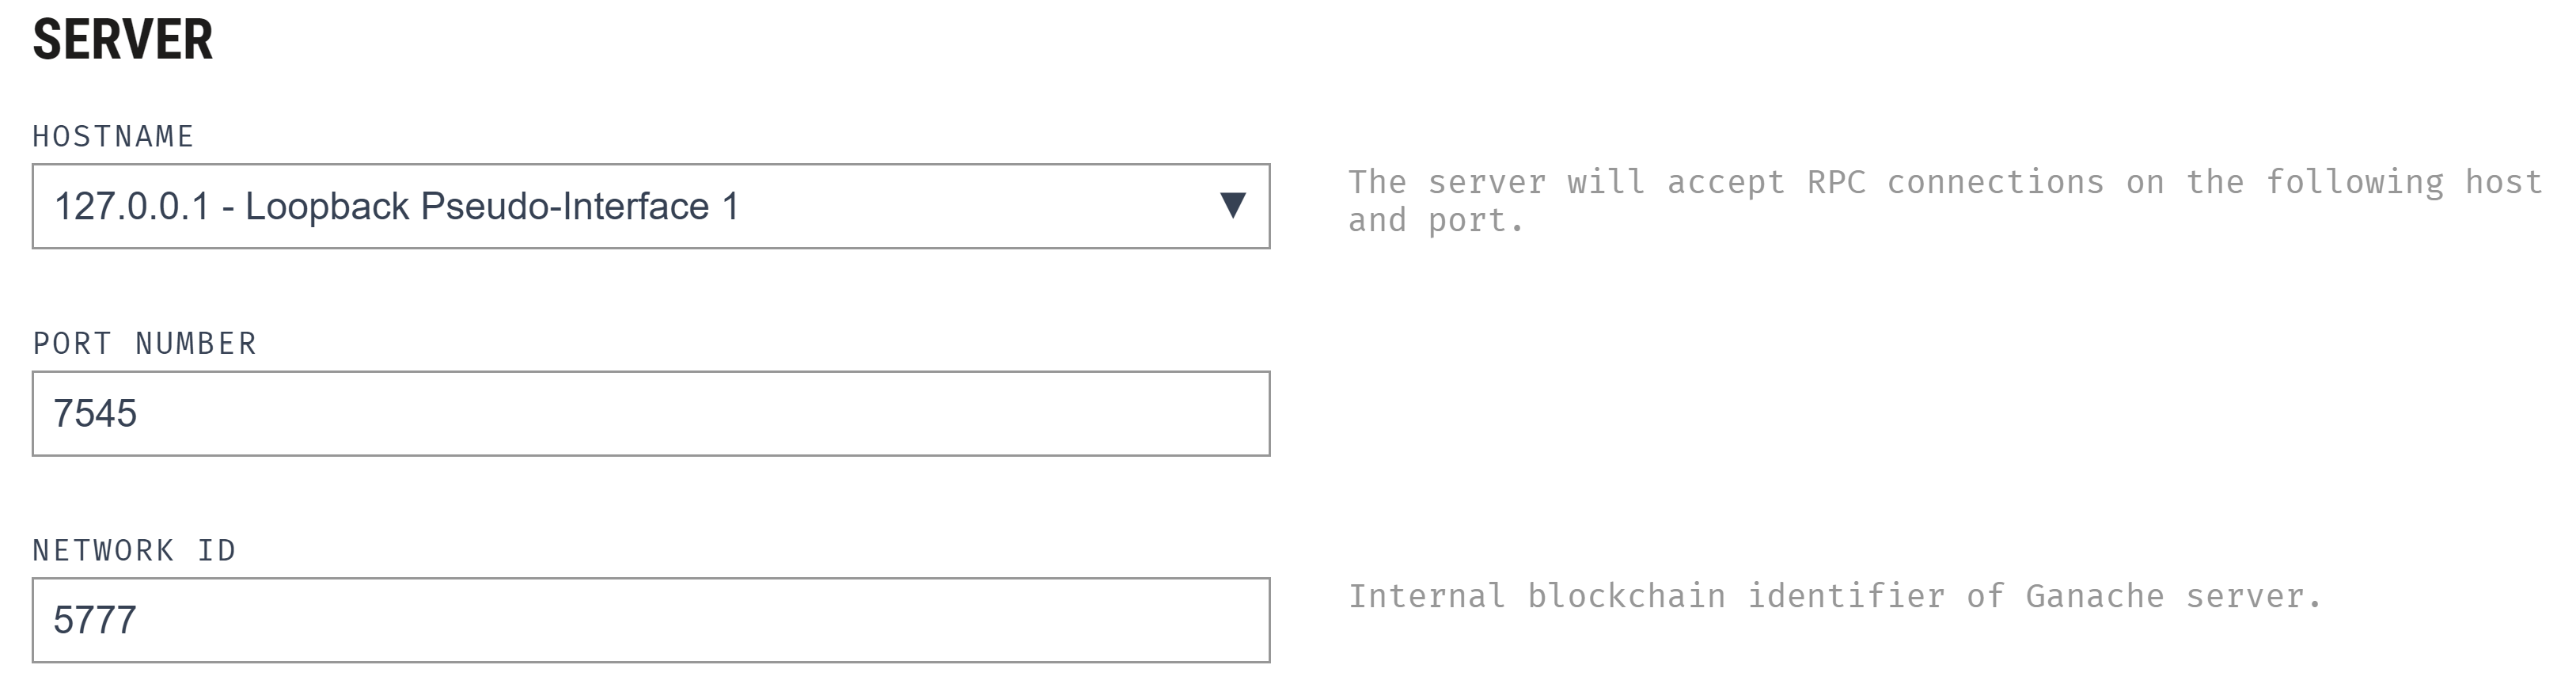 SERVER
HOSTNAME
127.0.0.1 - Loopback Pseudo-Interface 1
The server will accept RPC connections on the following host
and port.
PORT NUMBER
7545
NETWORK ID
5777
Internal blockchain identifier of Ganache server.